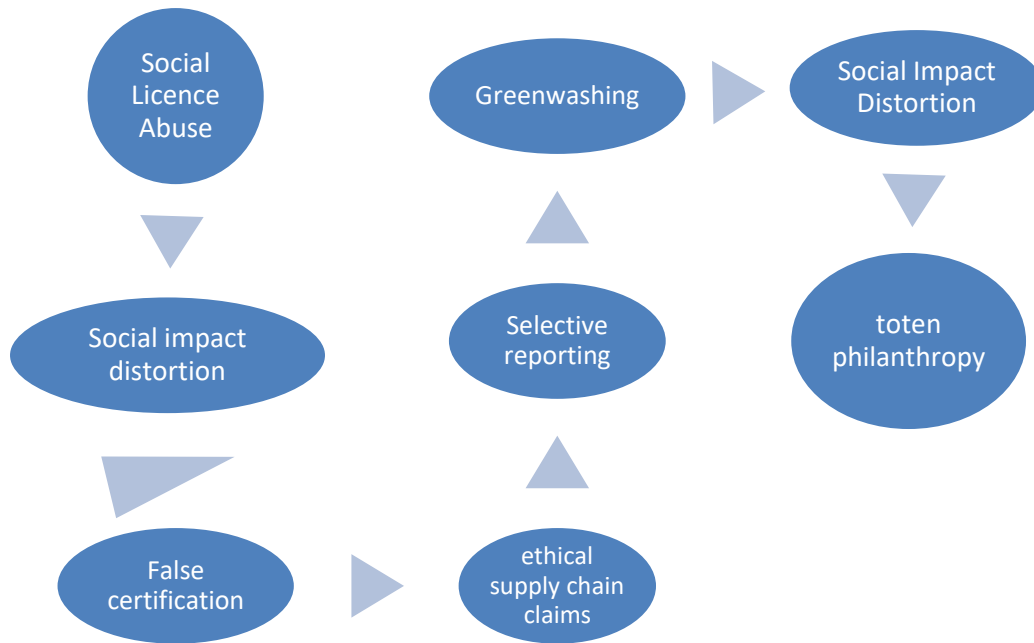 Social
Licence
Abuse
Social impact
distortion
False
certification
ethical
supply chain
claims
Selective
reporting
Greenwashing
Social Impact
Distortion
toten
philanthropy